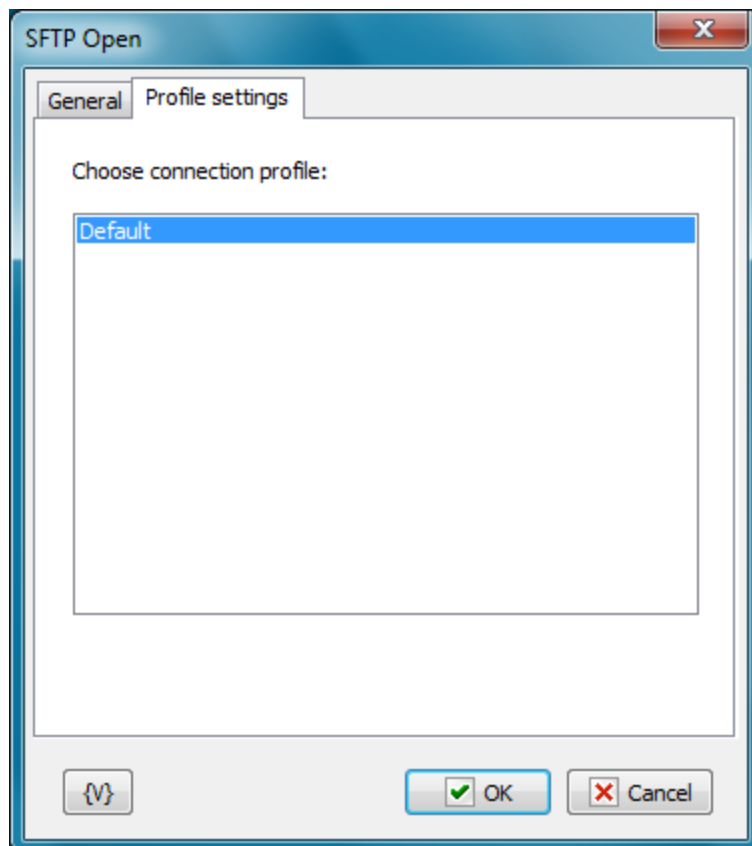 SFTP Open
General Profile settings
Choose connection profile:
Default
{V} OK Cancel